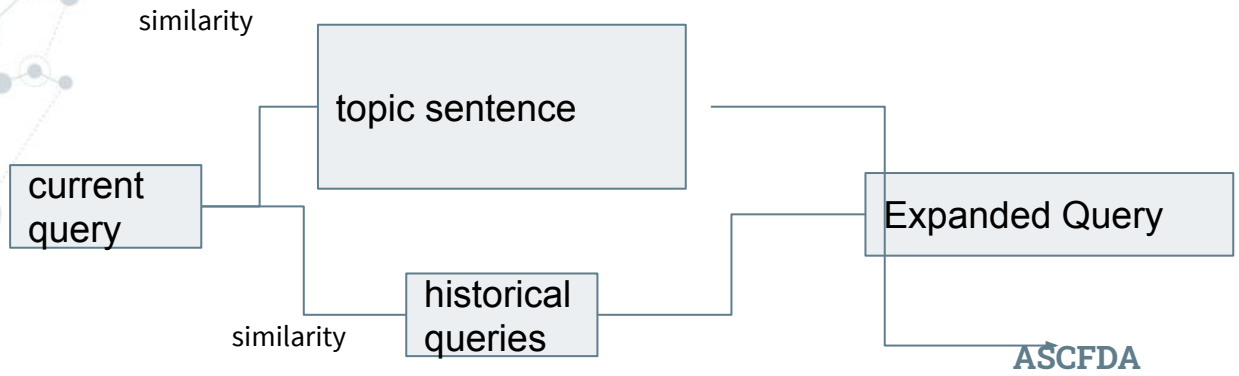 similarity
topic sentence
current
query
Expanded Query
historical
queries
similarity
ASCFDA